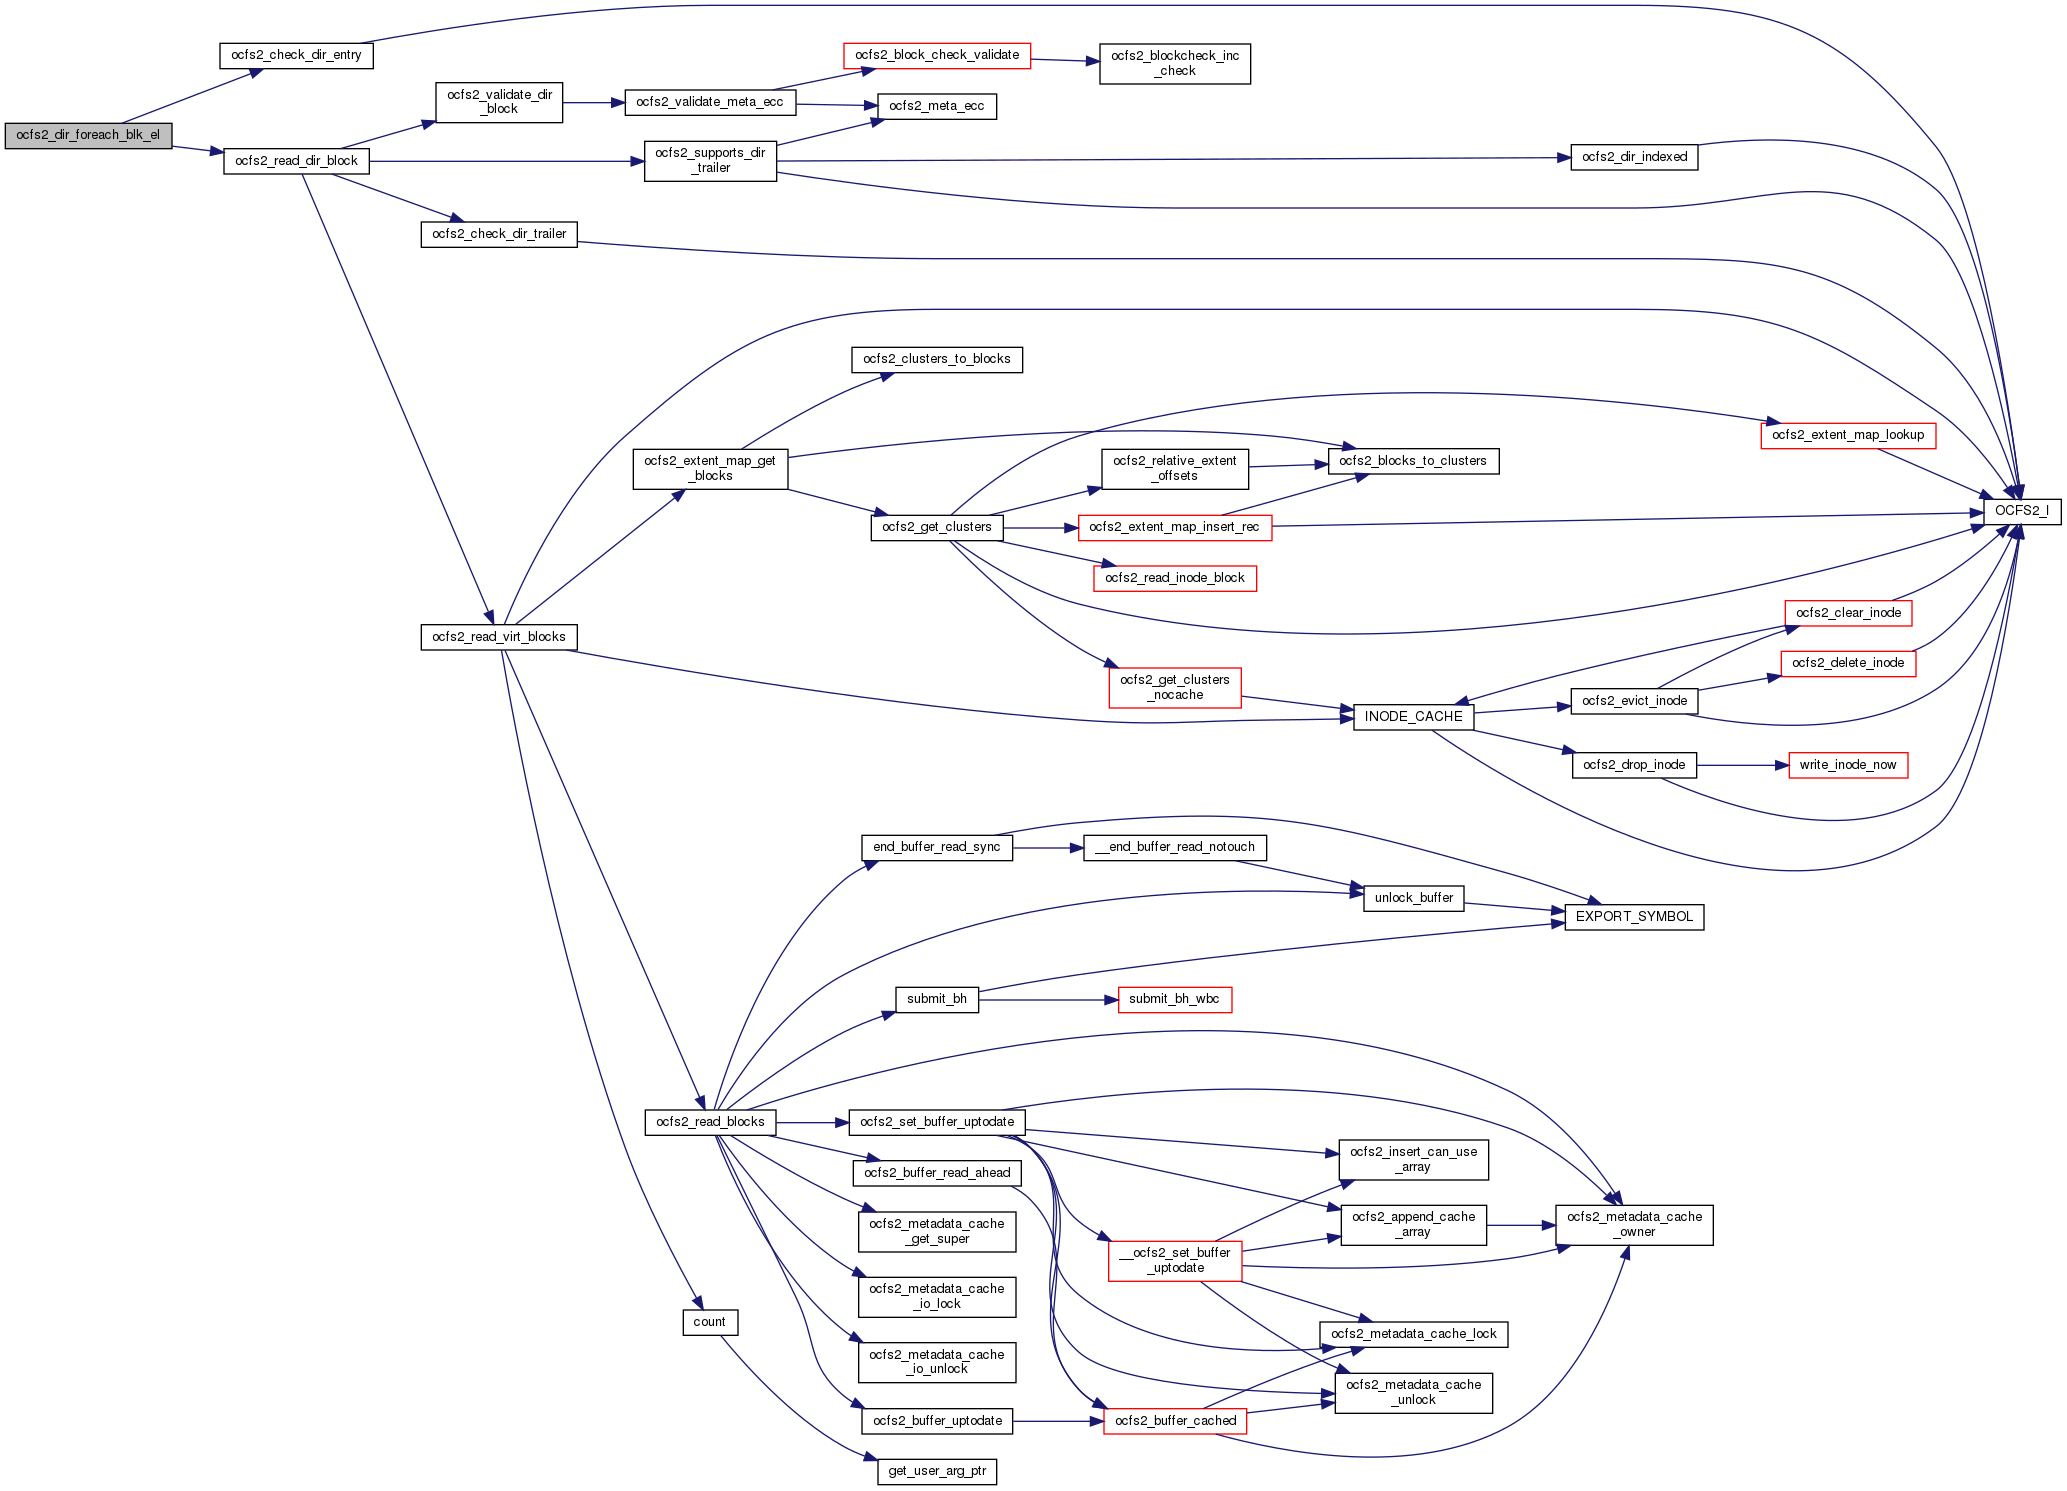 ocfs2_dir_foreach_blk_el
ocfs2_check_dir_entry
ocfs2_read_dir_block
ocfs2_validate_dir
_block
ocfs2_validate_meta_ecc
ocfs2_block_check_validate
ocfs2_blockcheck_inc
_check
ocfs2_meta_ecc
ocfs2_supports_dir
_trailer
ocfs2_dir_indexed
ocfs2_check_dir_trailer
ocfs2_clusters_to_blocks
ocfs2_extent_map_get
_blocks
ocfs2_get_clusters
ocfs2_relative_extent
_offsets
ocfs2_blocks_to_clusters
ocfs2_extent_map_lookup
ocfs2_extent_map_insert_rec
OCFS2_I
ocfs2_read_inode_block
ocfs2_read_virt_blocks
ocfs2_get_clusters
_nocache
INODE_CACHE
ocfs2_clear_inode
ocfs2_delete_inode
ocfs2_evict_inode
ocfs2_drop_inode
write_inode_now
end_buffer_read_sync
__end_buffer_read_notouch
unlock_buffer
EXPORT_SYMBOL
submit_bh
submit_bh_wbc
ocfs2_read_blocks
ocfs2_set_buffer_uptodate
ocfs2_buffer_read_ahead
ocfs2_insert_can_use
_array
ocfs2_append_cache
_array
ocfs2_metadata_cache
_owner
ocfs2_metadata_cache
_get_super
__ocfs2_set_buffer
_uptodate
ocfs2_metadata_cache
_io_lock
count
ocfs2_metadata_cache_lock
ocfs2_metadata_cache
_io_unlock
ocfs2_metadata_cache
_unlock
ocfs2_buffer_uptodate
ocfs2_buffer_cached
get_user_arg_ptr